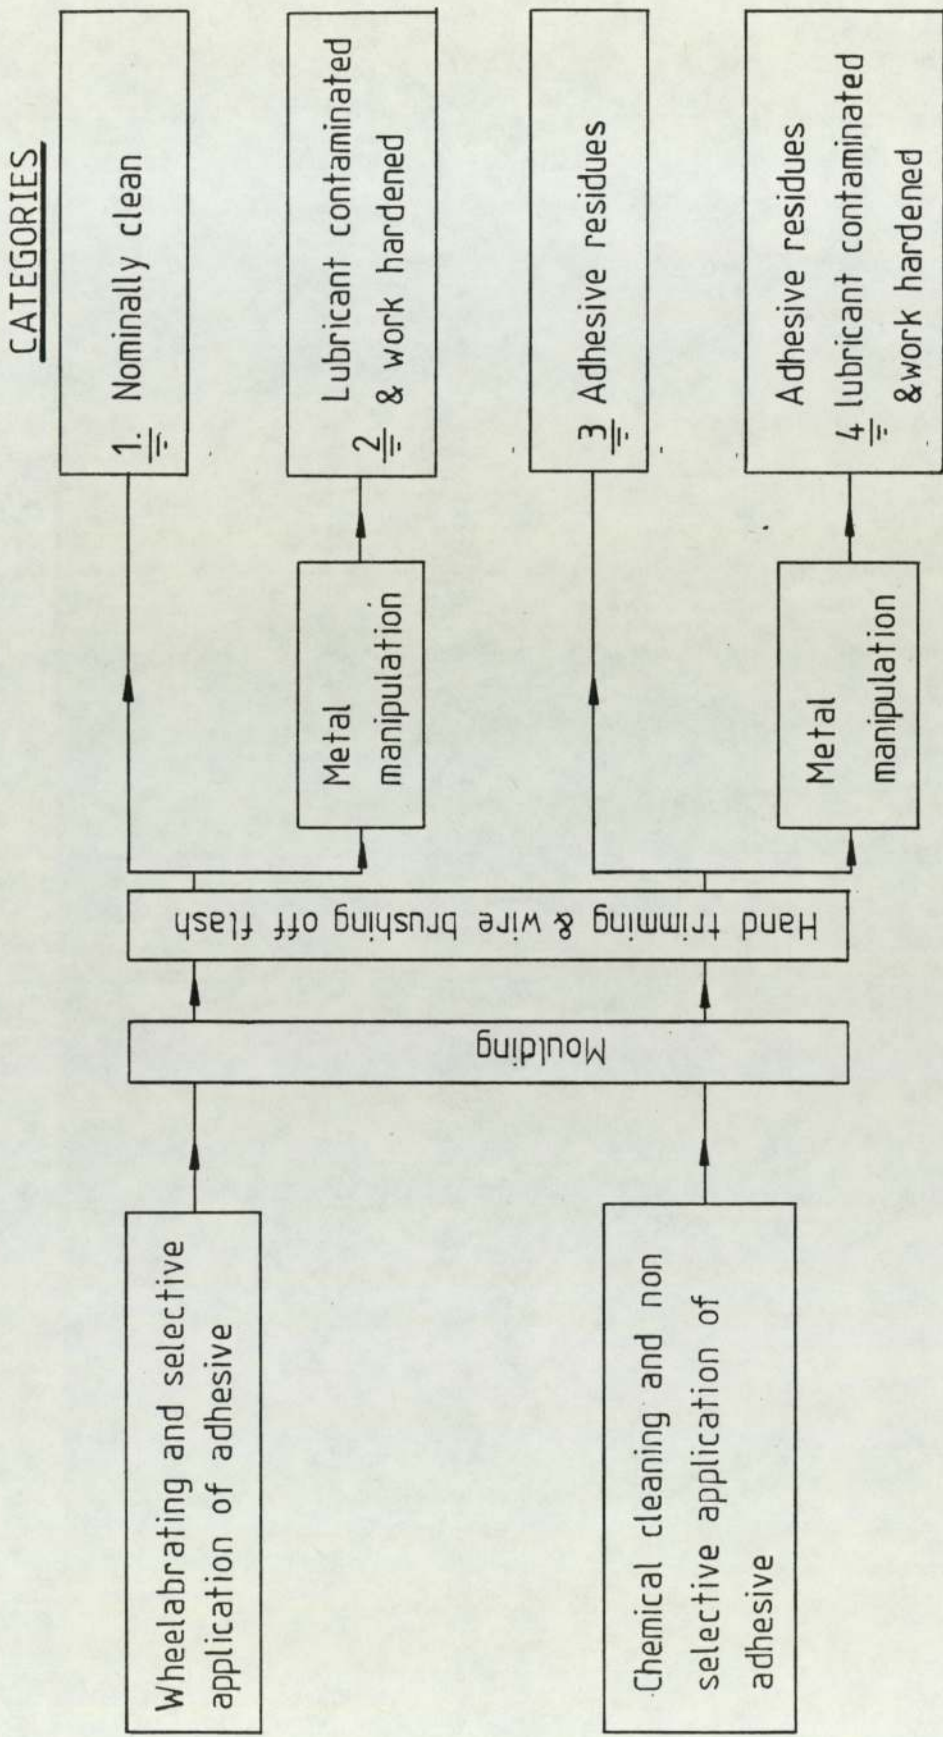 CATEGORIES
Wheelabrating and selective
application of adhesive
Chemical cleaning and non
selective application of
adhesive
Moulding
Hand trimming & wire brushing off flash
Metal
manipulation
Metal
manipulation
1. Nominally clean
Lubricant contaminated
2 & work hardened
3 Adhesive residues
Adhesive residues
4 lubricant contaminated
&work hardened